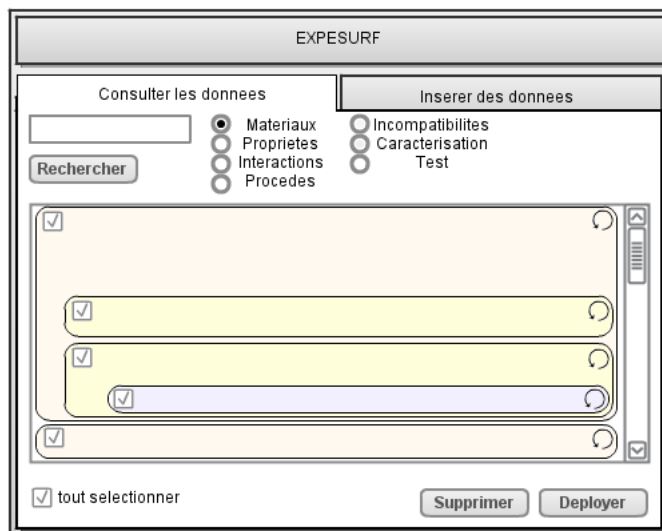 EXPESURF
Consulter les donnees
Inserer des donnees
Materiaux
Incompatibilites
Proprietes
Caracterisation
Rechercher
Interactions
Test
Procedes
tout selectionner
Supprimer
Deployer